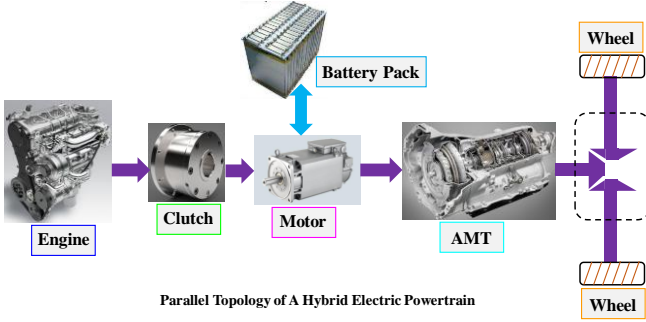 Wheel
Battery Pack
Engine
Clutch
Motor
AMT
Parallel Topology of A Hybrid Electric Powertrain
Wheel